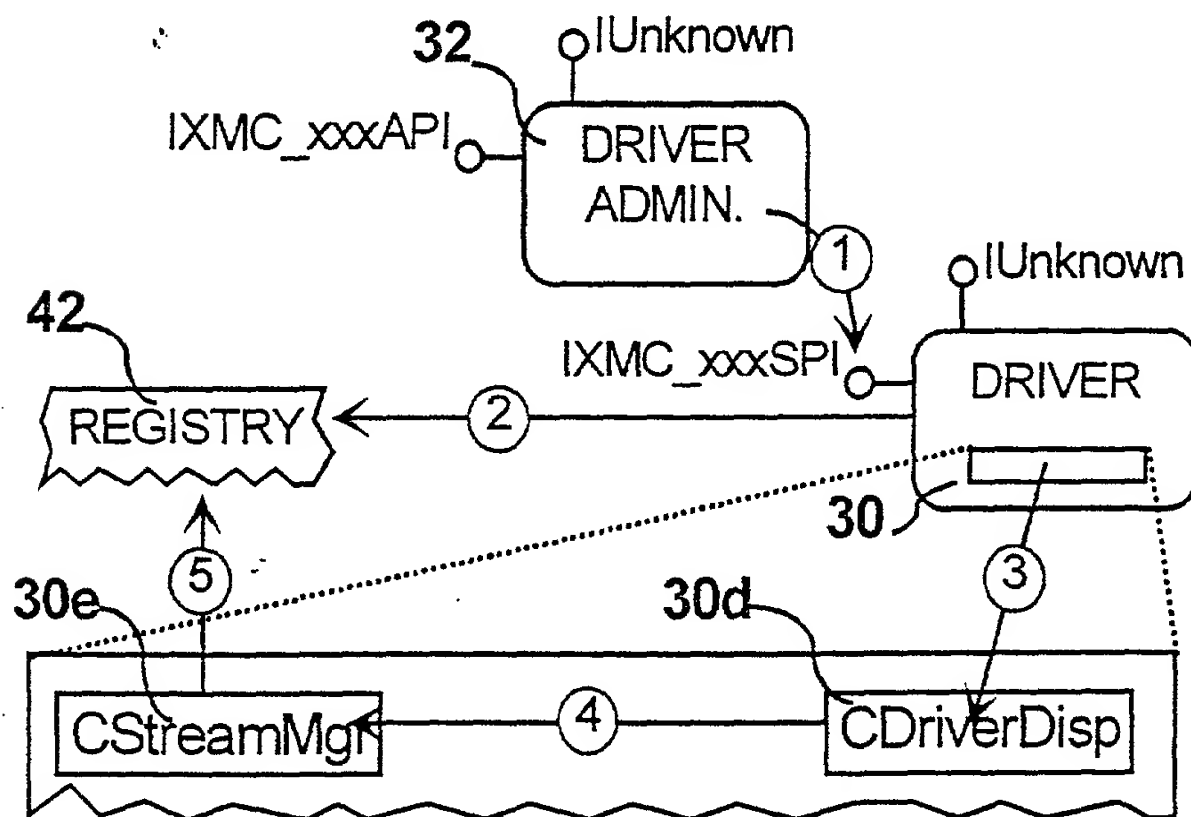 IUnknown
32
IXMC_xxxAPI
DRIVER
ADMIN.
1
IUnknown
42
IXMC_xxxSPI
DRIVER
REGISTRY
2
30
5
3
30e
30d
CStreamMgr
4
CDriverDisp